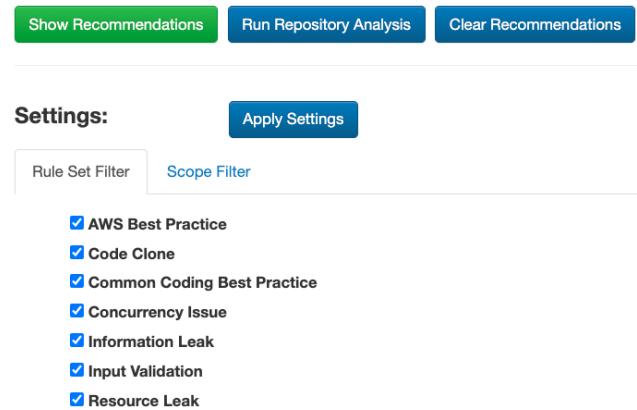 Show Recommendations Run Repository Analysis Clear Recommendations
Settings: Apply Settings
Rule Set Filter Scope Filter
AWS Best Practice
Code Clone
Common Coding Best Practice
Concurrency Issue
Information Leak
Input Validation
Resource Leak